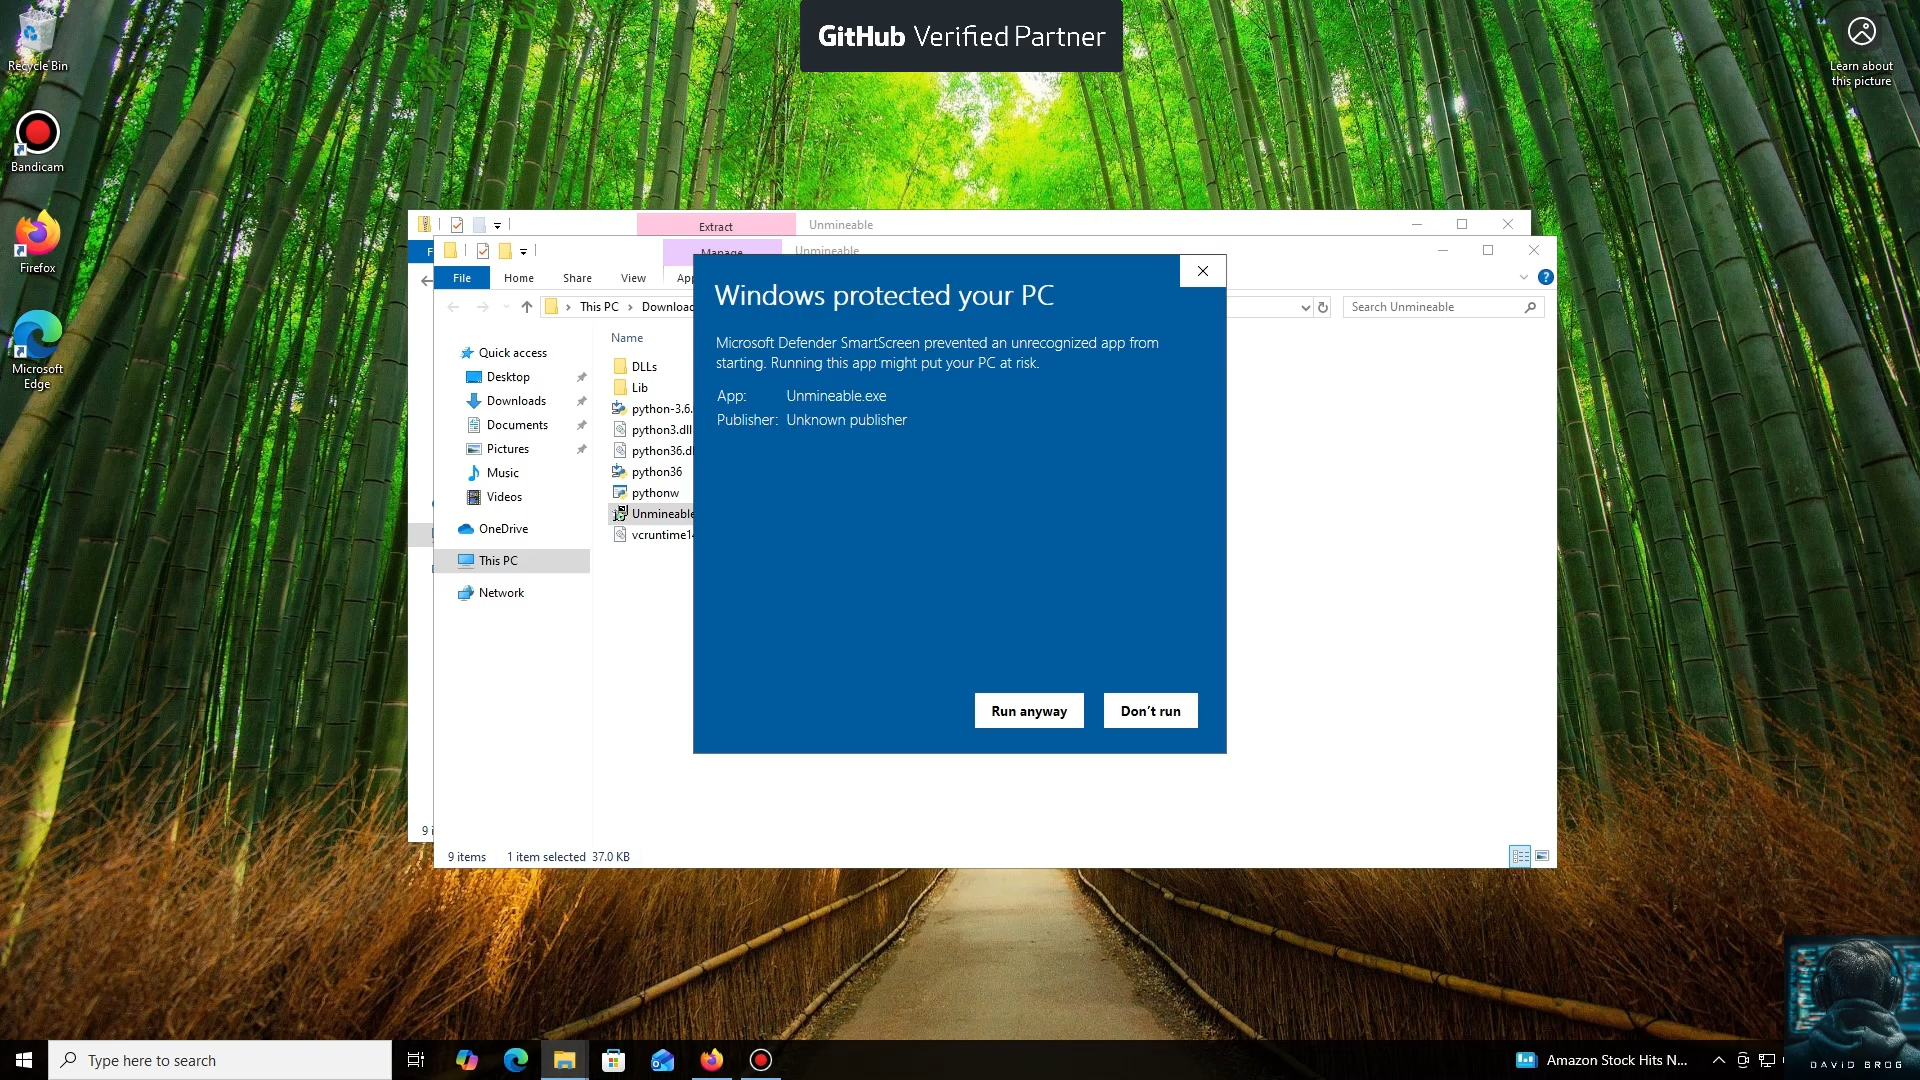 GitHub Verified Partner
Recycle Bin
Learn about
this picture
Bandicam
Firefox
Microsoft
Edge
Extract
Unmineable
Manage
Unmineable
File
Home
Share
View
This PC
Search Unmineable
Name
Quick access
Desktop
Downloads
Documents
Pictures
Music
Videos
OneDrive
This PC
Network
DLLs
Lib
python-3.6.
python3.dll
python36
pythonw
Unmineable
9 items
1 item selected
37.0 KB
Windows protected your PC
Microsoft Defender SmartScreen prevented an unrecognized app from
starting. Running this app might put your PC at risk.
App: Unmineable.exe
Publisher: Unknown publisher
Run anyway
Don't run
Type here to search
Amazon Stock Hits N...
DAVID BROG